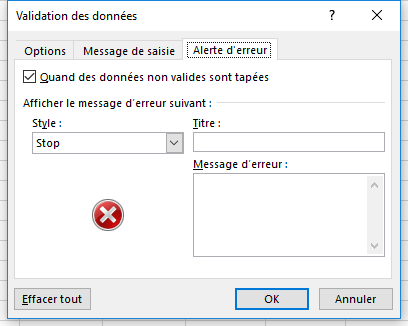 Validation des données ? ×
Options Message de saisie Alerte d'erreur
Quand des données non valides sont tapées
Afficher le message d'erreur suivant :
Style : Titre :
Stop
Message d'erreur :
Effacer tout OK Annuler